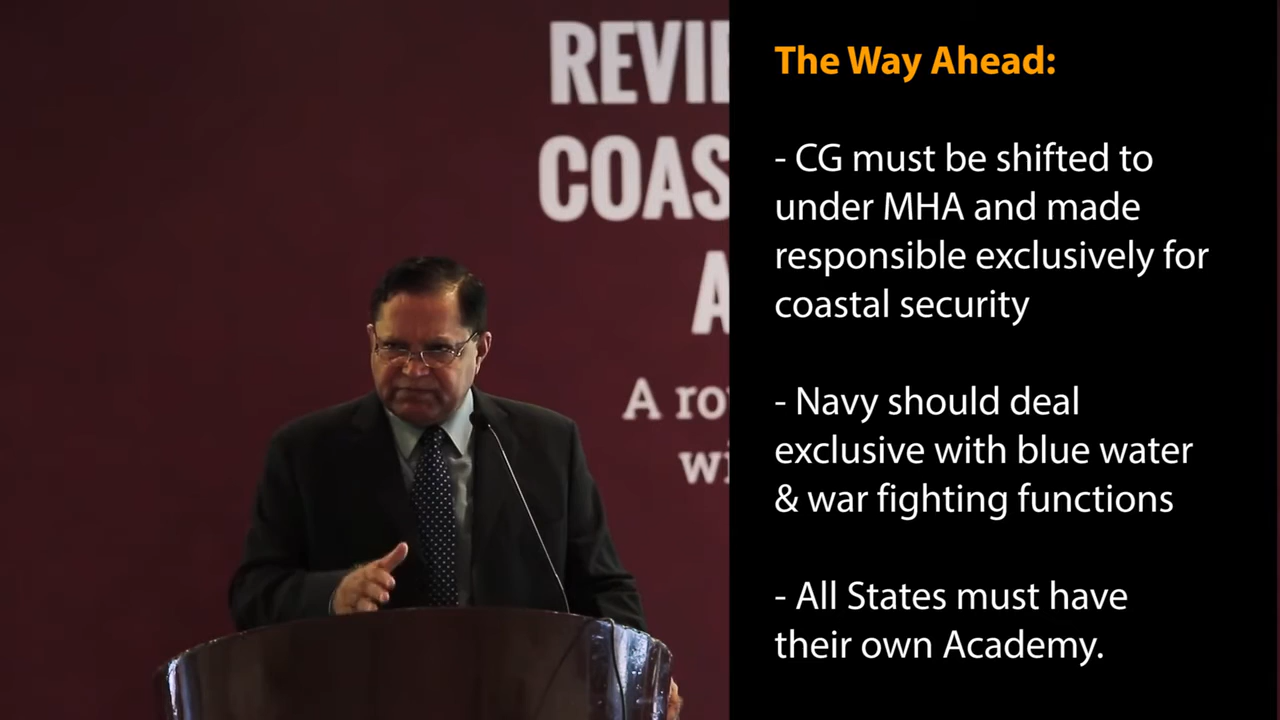 REVIE
COAS
A
A ro
wi
The Way Ahead:
- CG must be shifted to
under MHA and made
responsible exclusively for
coastal security
- Navy should deal
exclusive with blue water
& war fighting functions
- All States must have
their own Academy.